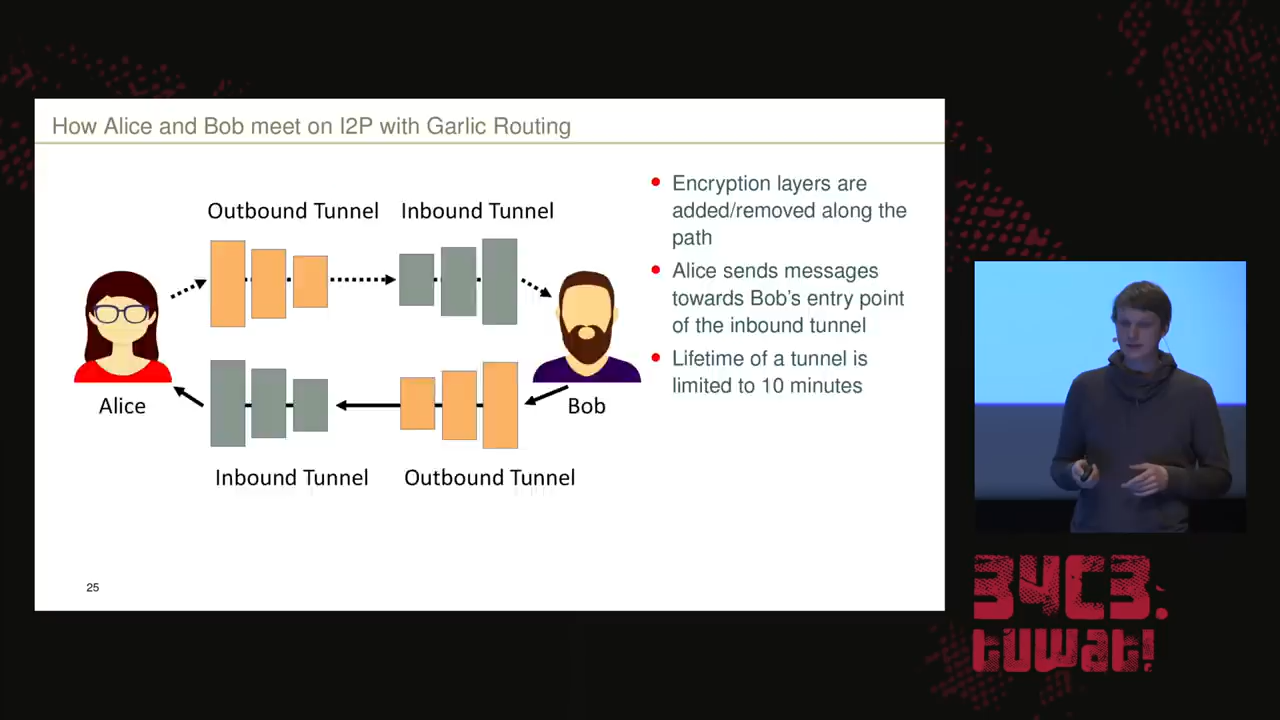 How Alice and Bob meet on I2P with Garlic Routing
Outbound Tunnel
Inbound Tunnel
Alice
Bob
Inbound Tunnel
Outbound Tunnel
Encryption layers are
added/removed along the
path
Alice sends messages
towards Bob's entry point
of the inbound tunnel
Lifetime of a tunnel is
limited to 10 minutes
25
34C3.
tuwat!